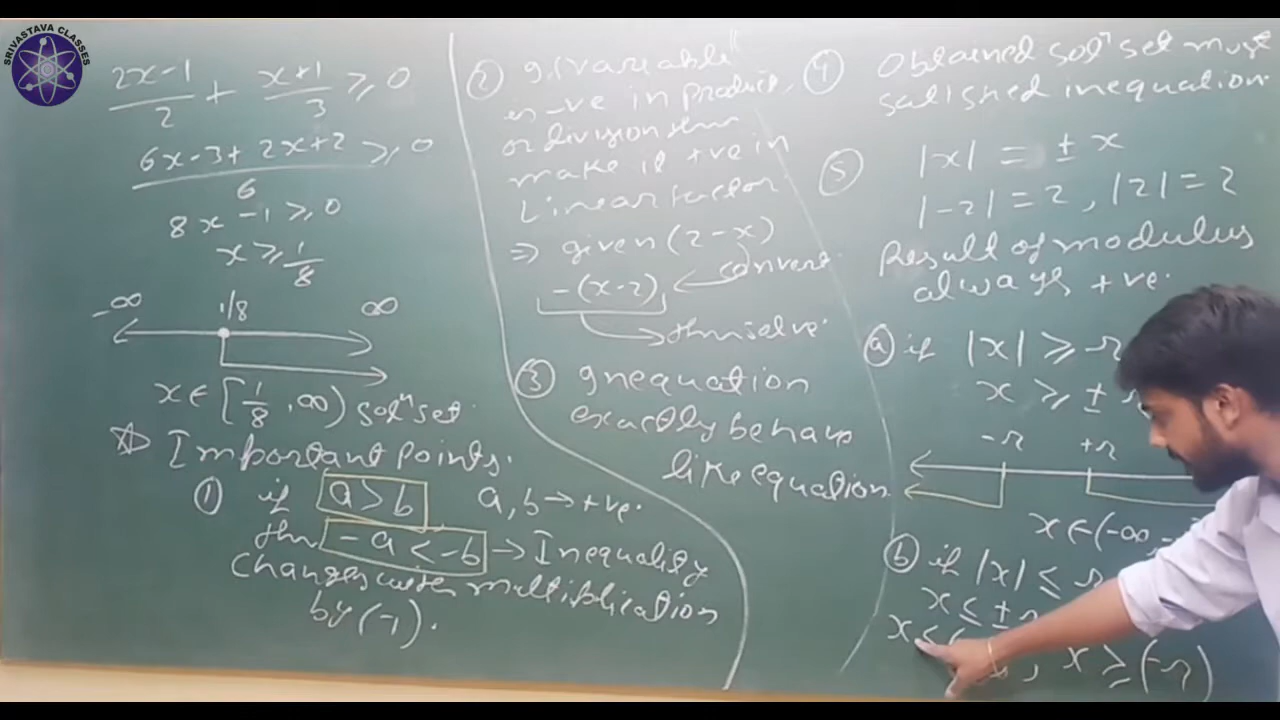 SRIVASTAVA CLASSES
2x-1/2 + x+1/3 ≥ 0
6x-3+2x+2/6 ≥ 0
8x-1 ≥ 0
x ≥ 1/8
-∞ 1/8 ∞
x ∈ [1/8, ∞) solⁿ set.
Important points.
① if a > b a, b → +ve.
thn -a < -b → Inequality
changes with multiplication
by (-1).
② If variable
is -ve in product,
or division thn
make it +ve in
Linear factor
⇒ given (2-x)
-(x-2) ← convert.
→ thn solve.
③ Inequation
exactly behave
like equation
④ Obtained solⁿ set must
satisfied inequation.
⑤ |x| = ± x
|-2| = 2, |2| = 2
Result of modulus
always +ve.
ⓐ if |x| ≥ r
x ≥ ±
-r +r
x ∈ (-∞,
ⓑ if |x| ≤ r
x ≤ ± r
x ≤ , x ≥ (-r)